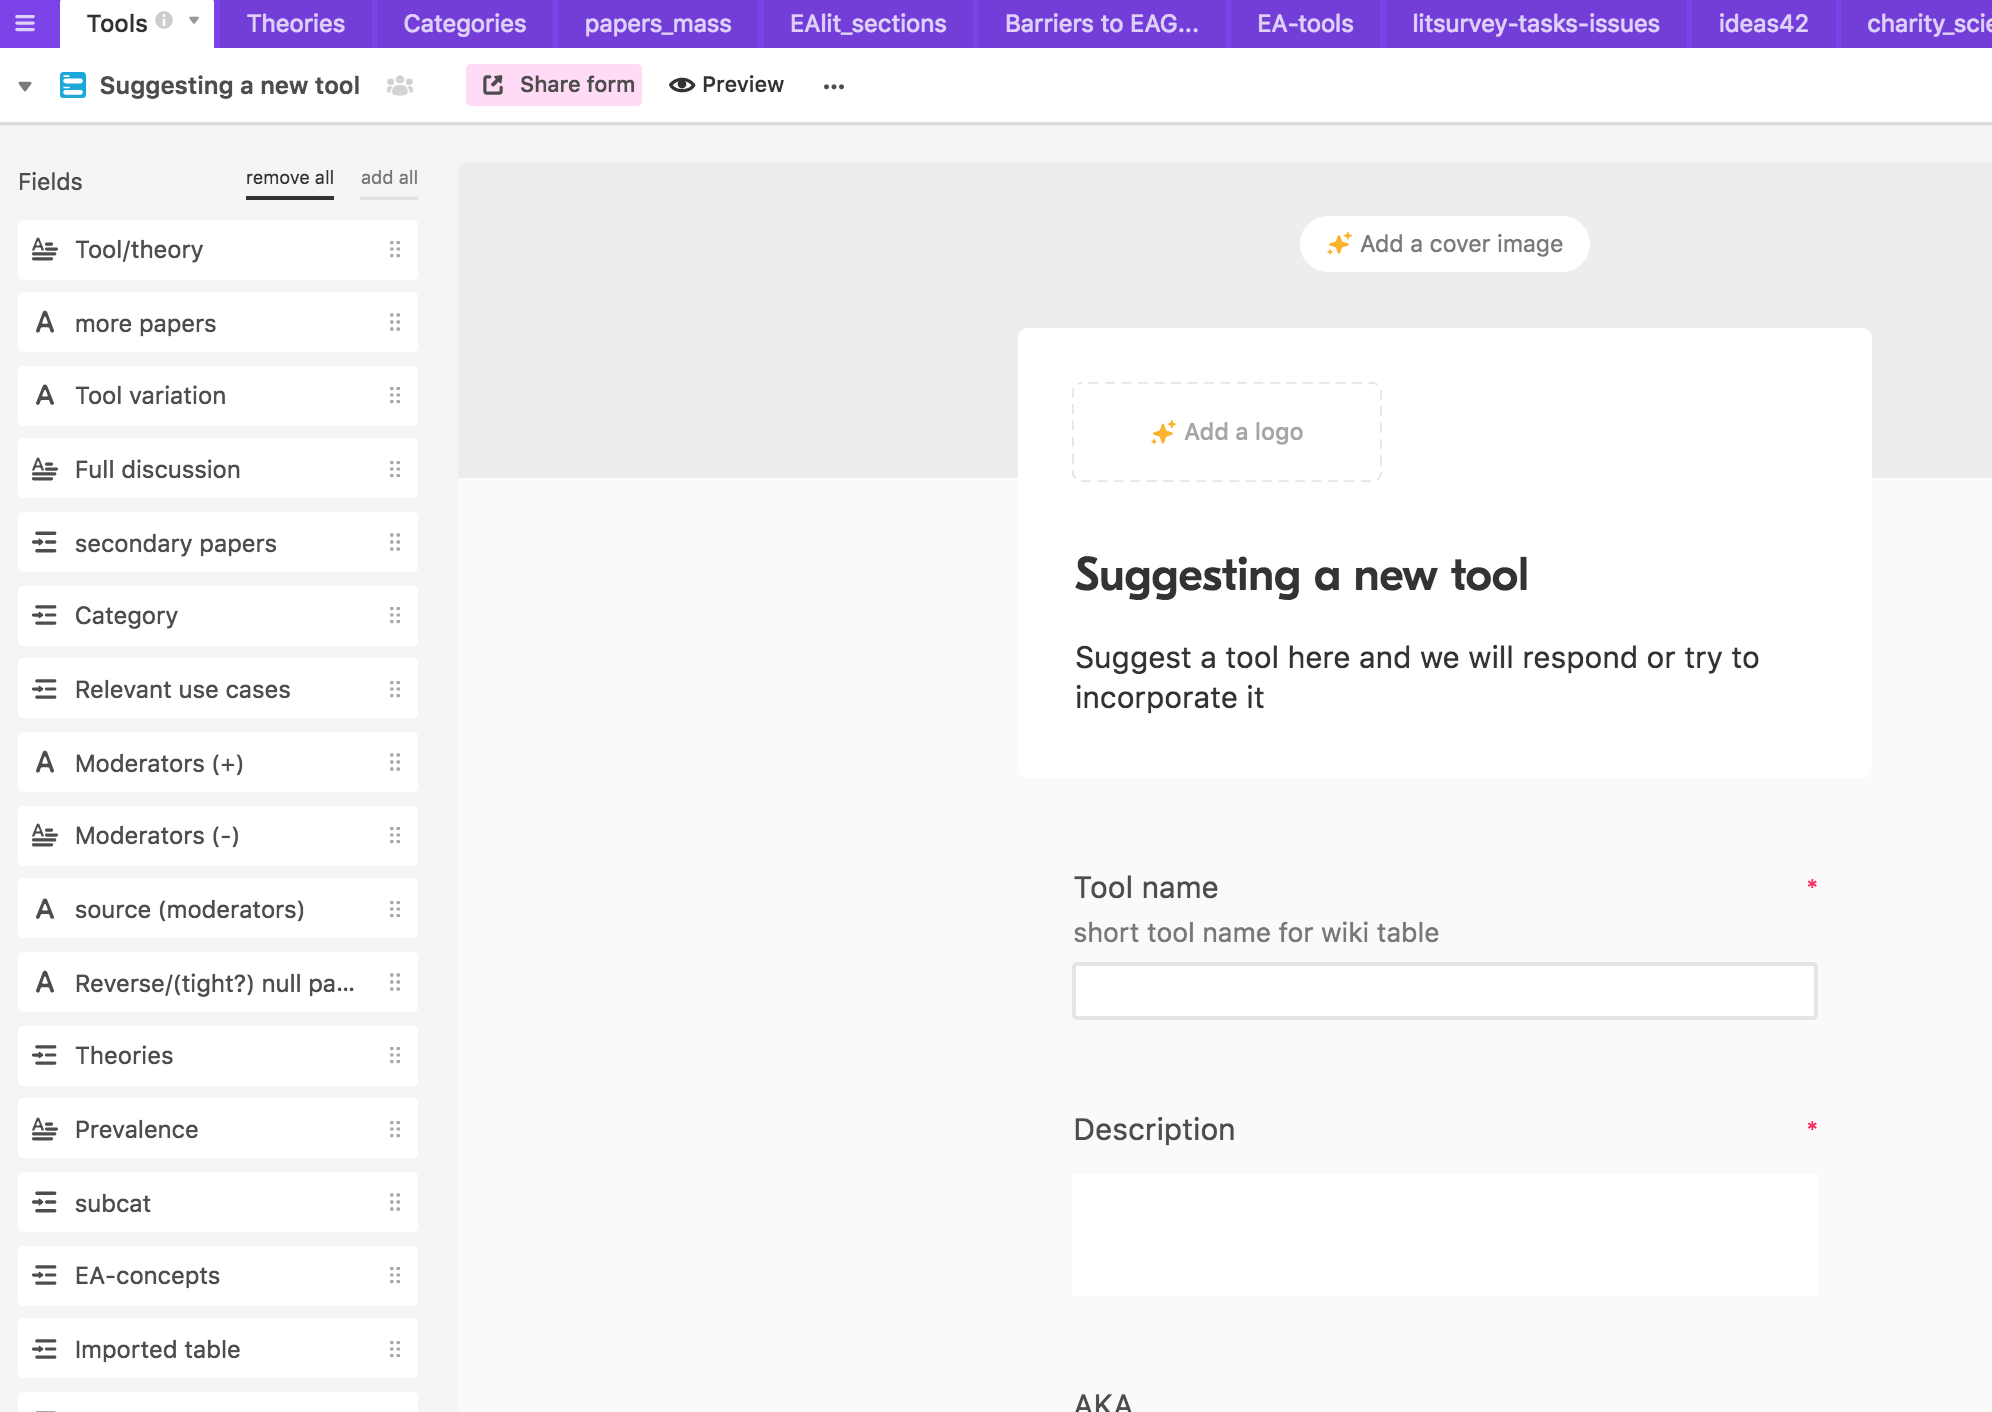 Tools
Theories
Categories
papers_mass
EAlit_sections
Barriers to EAG...
EA-tools
litsurvey-tasks-issues
ideas42
charity_scie
Suggesting a new tool
Share form
Preview
Fields
remove all
add all
Tool/theory
more papers
Tool variation
Full discussion
secondary papers
Category
Relevant use cases
Moderators (+)
Moderators (-)
source (moderators)
Reverse/(tight?) null pa...
Theories
Prevalence
subcat
EA-concepts
Imported table
Add a cover image
Add a logo
Suggesting a new tool
Suggest a tool here and we will respond or try to
incorporate it
Tool name *
short tool name for wiki table
Description *
AKA